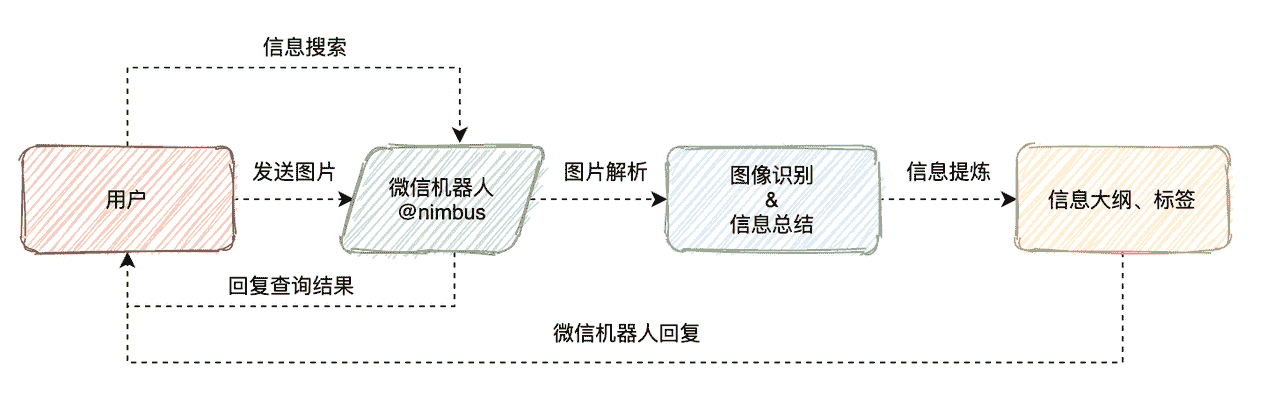 信息搜索
用户
发送图片
微信机器人
@nimbus
图片解析
图像识别
&
信息总结
信息提炼
信息大纲、标签
回复查询结果
微信机器人回复